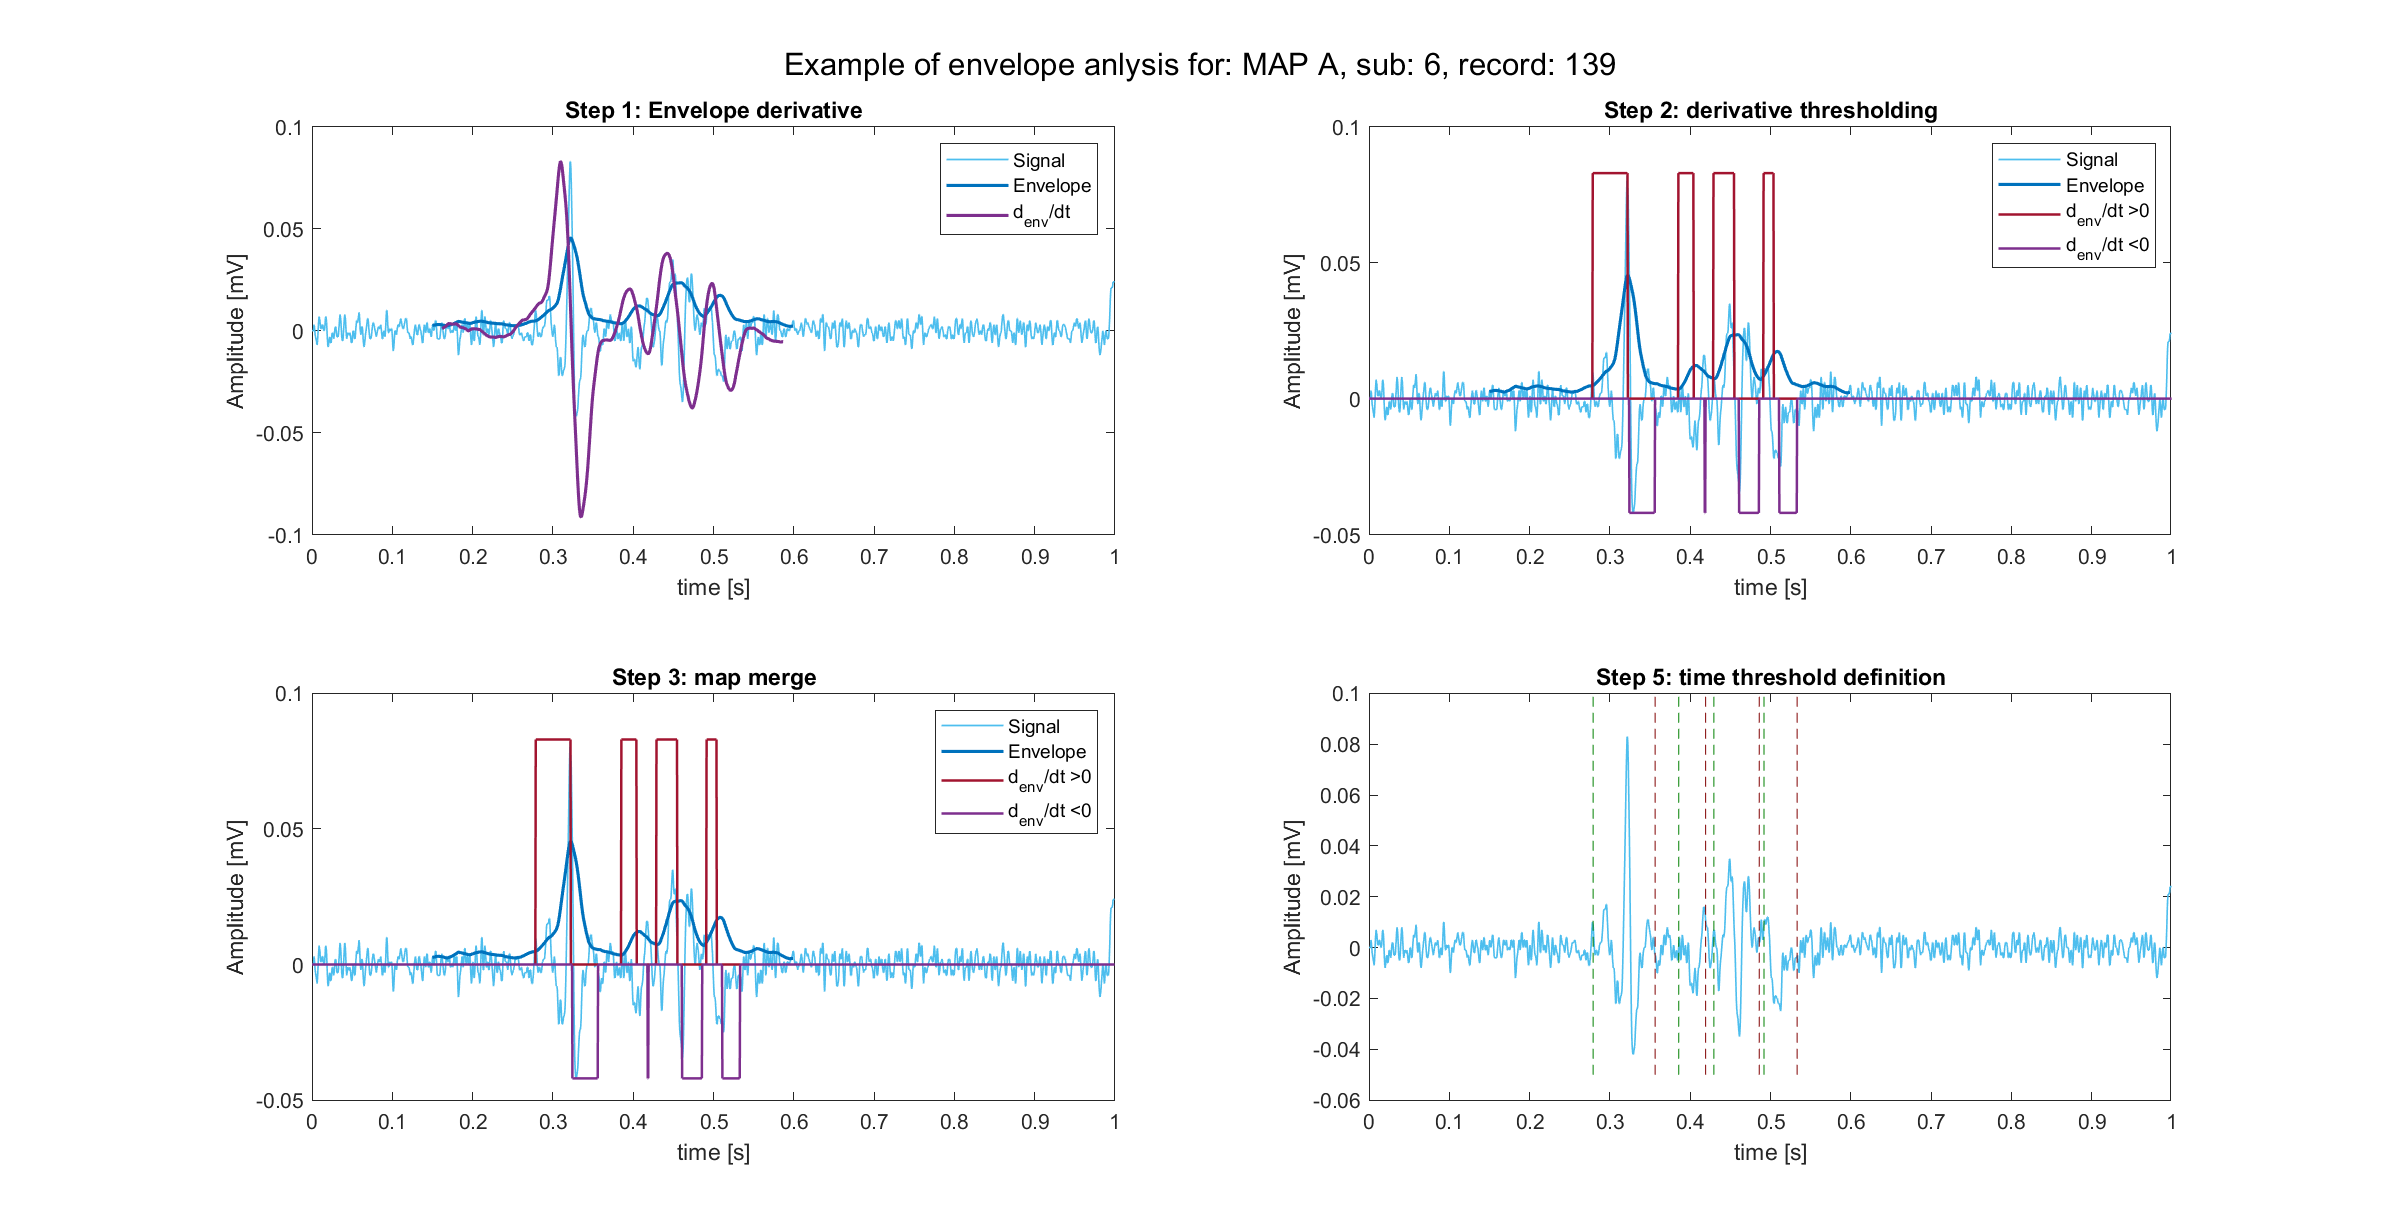 Example of envelope anlysis for: MAP A, sub: 6, record: 139
Step 1: Envelope derivative
0.1
0.05
0
-0.05
-0.1
Amplitude [mV]
0 0.1 0.2 0.3 0.4 0.5 0.6 0.7 0.8 0.9 1
time [s]
Signal
Envelope
d_env/dt
Step 2: derivative thresholding
0.1
0.05
0
-0.05
Amplitude [mV]
0 0.1 0.2 0.3 0.4 0.5 0.6 0.7 0.8 0.9 1
time [s]
Signal
Envelope
d_env/dt >0
d_env/dt <0
Step 3: map merge
0.1
0.05
0
-0.05
Amplitude [mV]
0 0.1 0.2 0.3 0.4 0.5 0.6 0.7 0.8 0.9 1
time [s]
Signal
Envelope
d_env/dt >0
d_env/dt <0
Step 5: time threshold definition
0.1
0.08
0.06
0.04
0.02
0
-0.02
-0.04
-0.06
Amplitude [mV]
0 0.1 0.2 0.3 0.4 0.5 0.6 0.7 0.8 0.9 1
time [s]